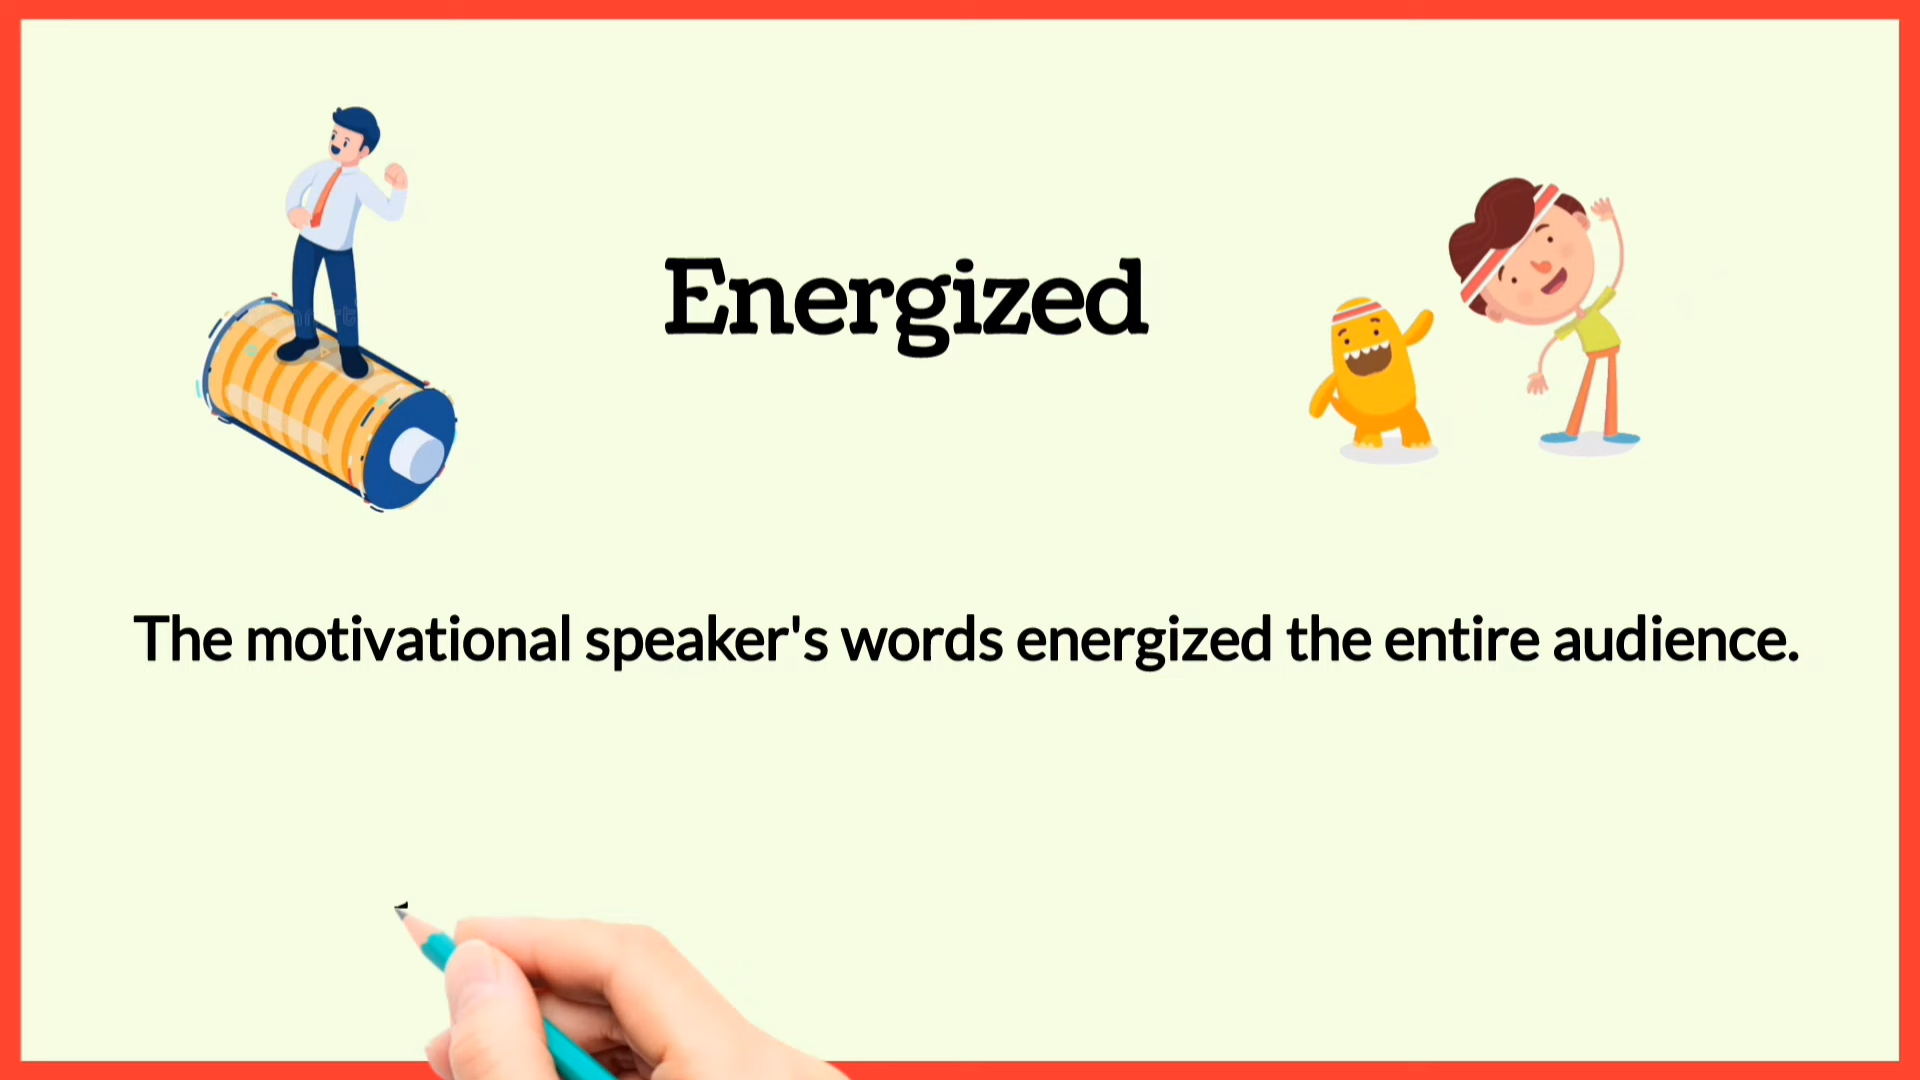 Energized
The motivational speaker's words energized the entire audience.